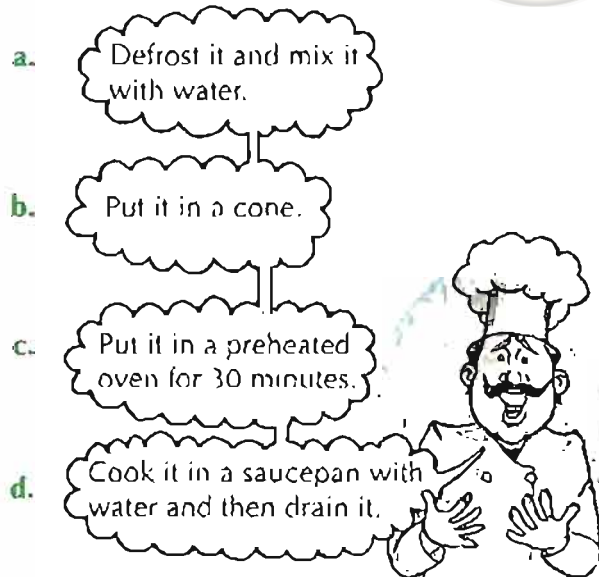 a.
Defrost it and mix it
with water.
b.
Put it in a cone.
c.
Put it in a preheated
oven for 30 minutes.
d.
Cook it in a saucepan with
water and then drain it.